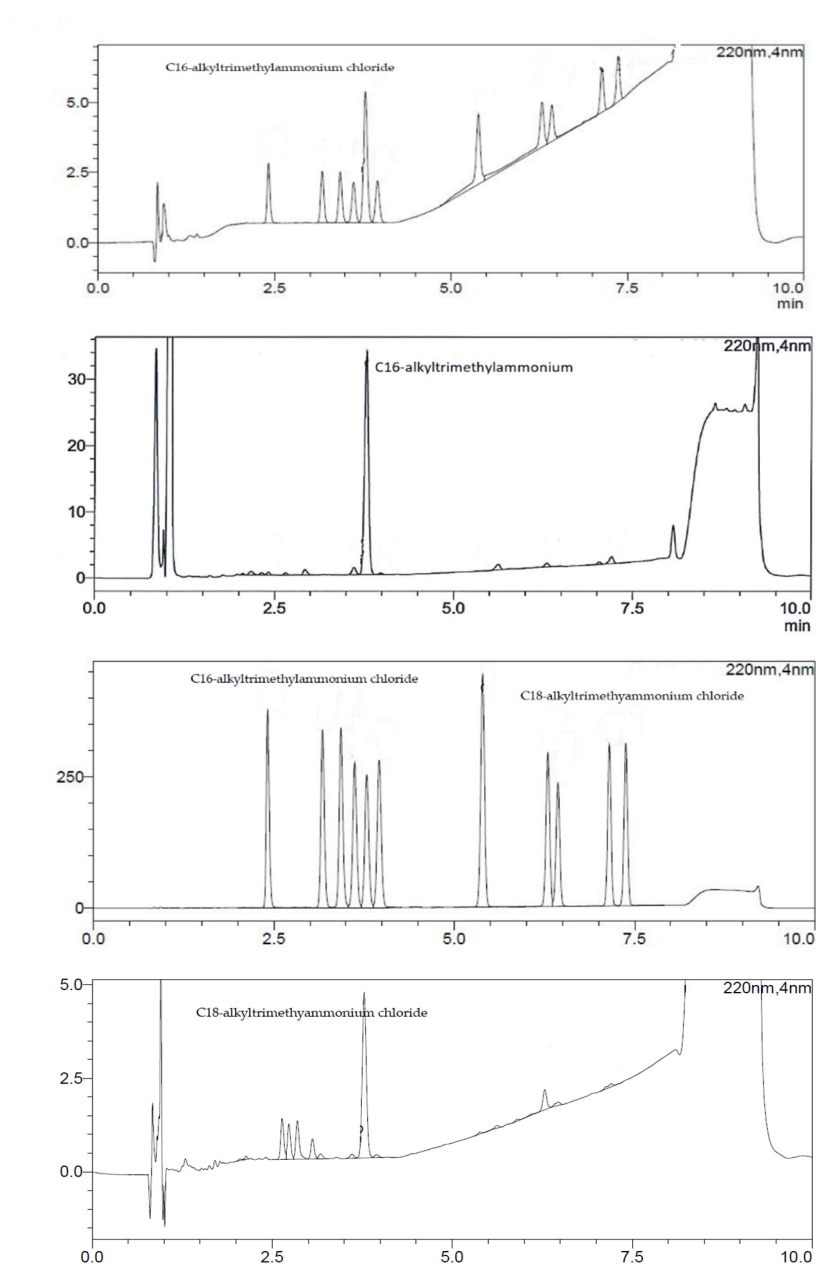 220nm,4nm
C16-alkyltrimethylammonium chloride
5.0
2.5
0.0
0.0 2.5 5.0 7.5 10.0
min
220nm,4nm
C16-alkyltrimethylammonium
30
20
10
0
0.0 2.5 5.0 7.5 10.0
min
220nm,4nm
C16-alkyltrimethylammonium chloride
C18-alkyltrimethyammonium chloride
250
0
0.0 2.5 5.0 7.5 10.0
5.0
220nm,4nm
C18-alkyltrimethyammonium chloride
2.5
0.0
0.0 2.5 5.0 7.5 10.0